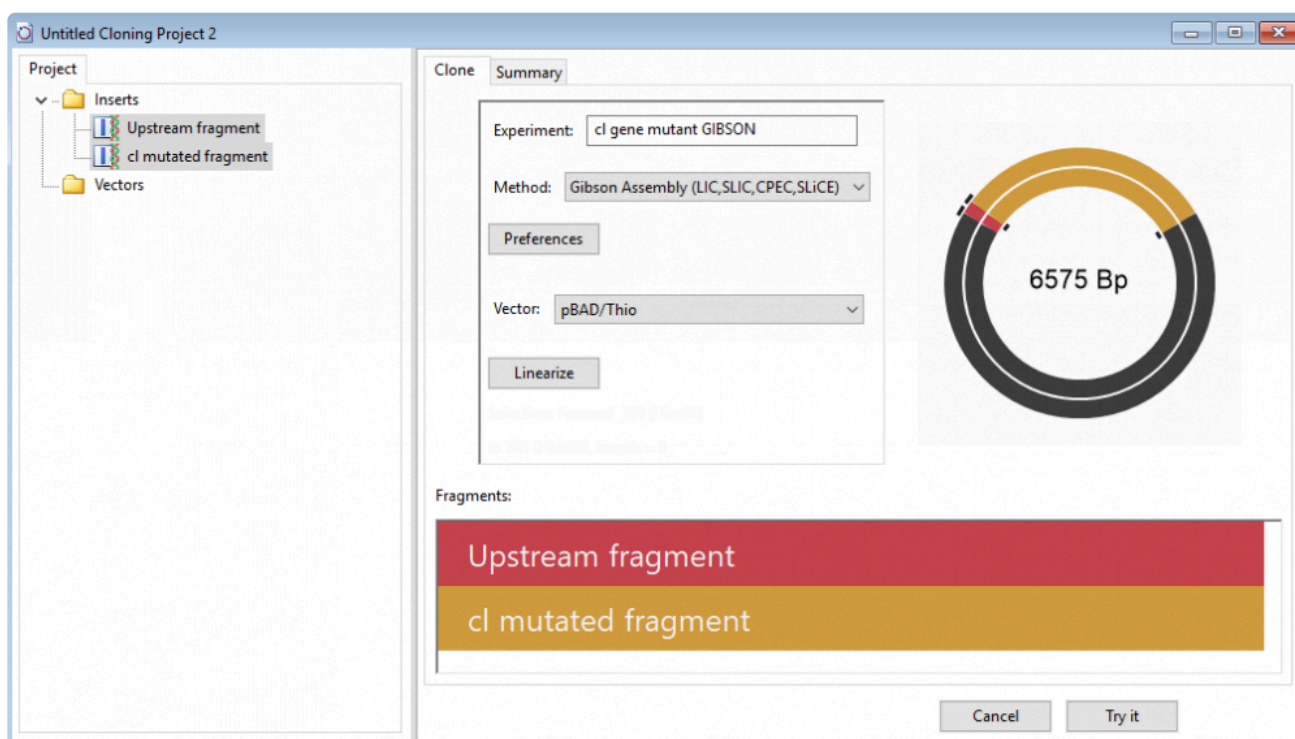 Untitled Cloning Project 2
Project
Inserts
Upstream fragment
cl mutated fragment
Vectors
Clone
Summary
Experiment: cl gene mutant GIBSON
Method: Gibson Assembly (LIC,SLIC,CPEC,SLiCE)
Preferences
Vector: pBAD/Thio
Linearize
6575 Bp
Fragments:
Upstream fragment
cl mutated fragment
Cancel
Try it